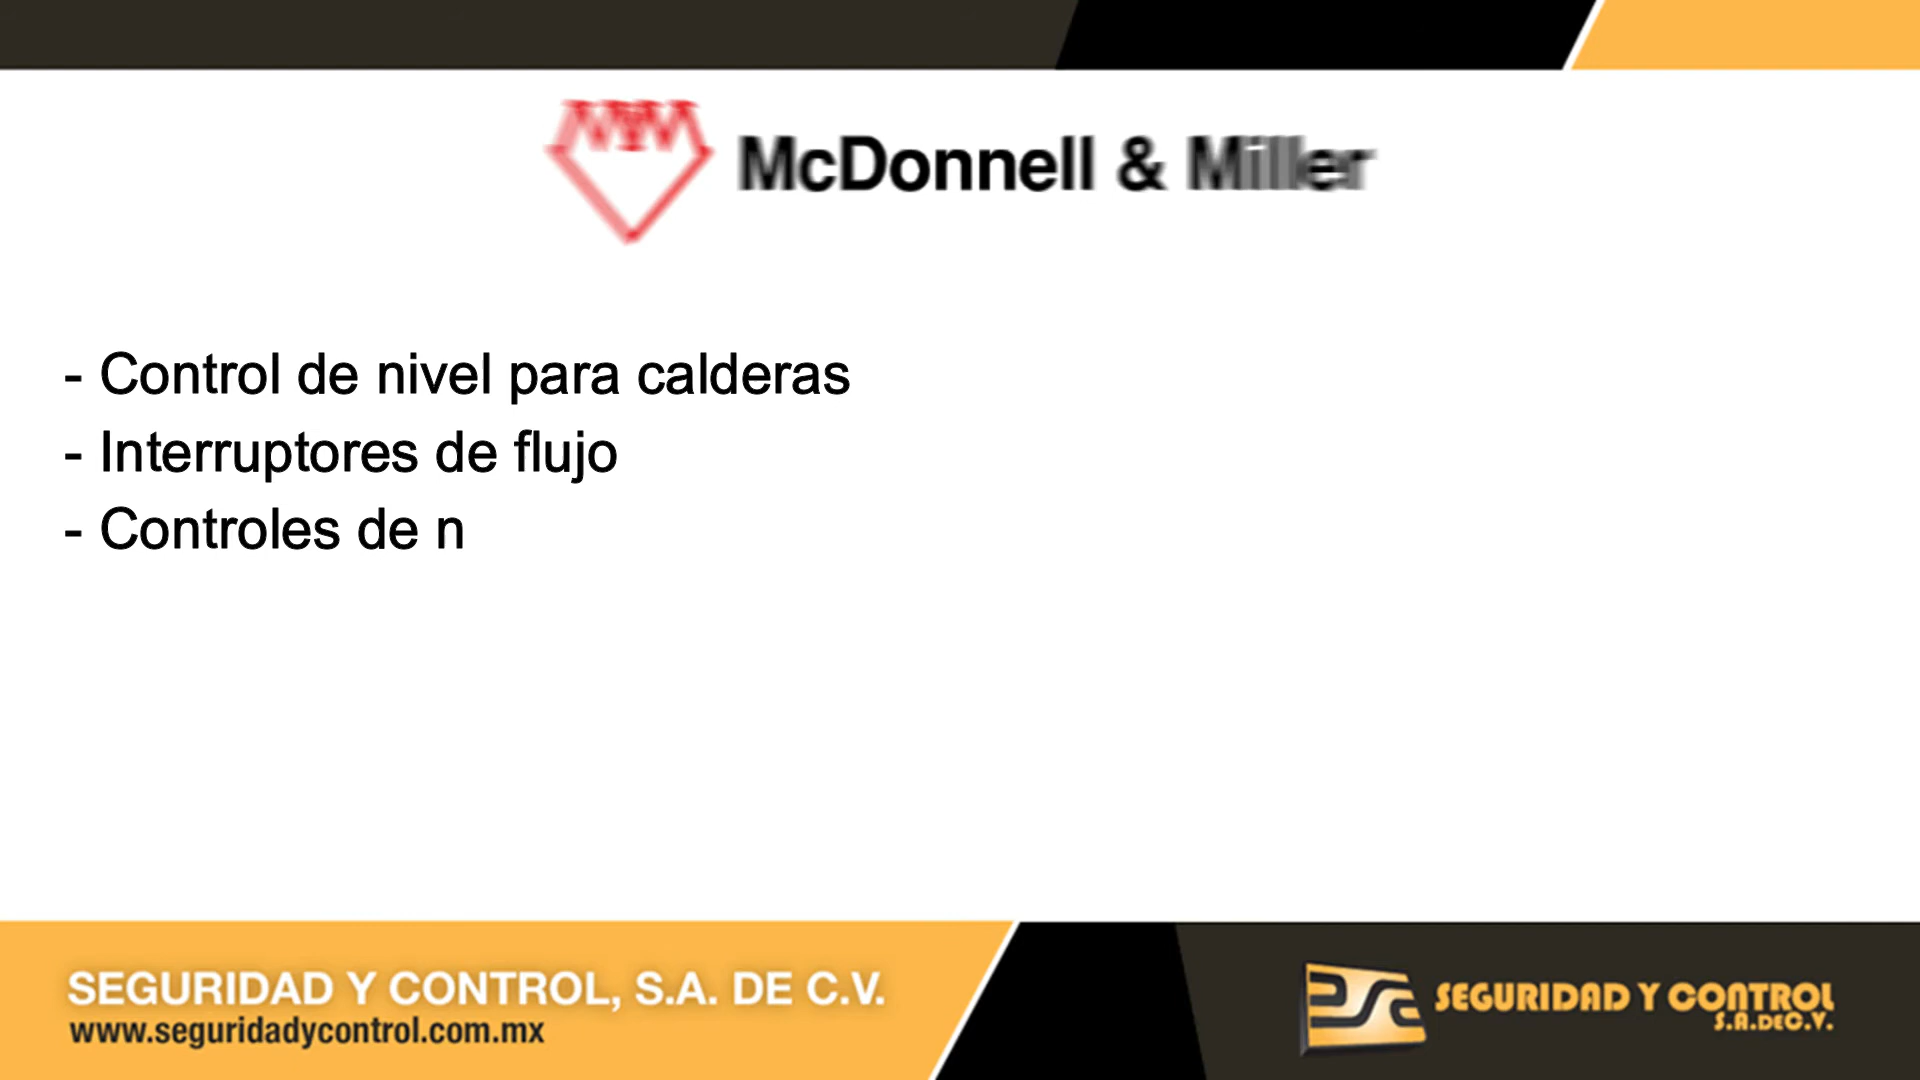 McDonnell & Miller
- Control de nivel para calderas
- Interruptores de flujo
- Controles de n
SEGURIDAD Y CONTROL, S.A. DE C.V.
www.seguridadycontrol.com.mx
SEGURIDAD Y CONTROL
S.A.DEC.V.